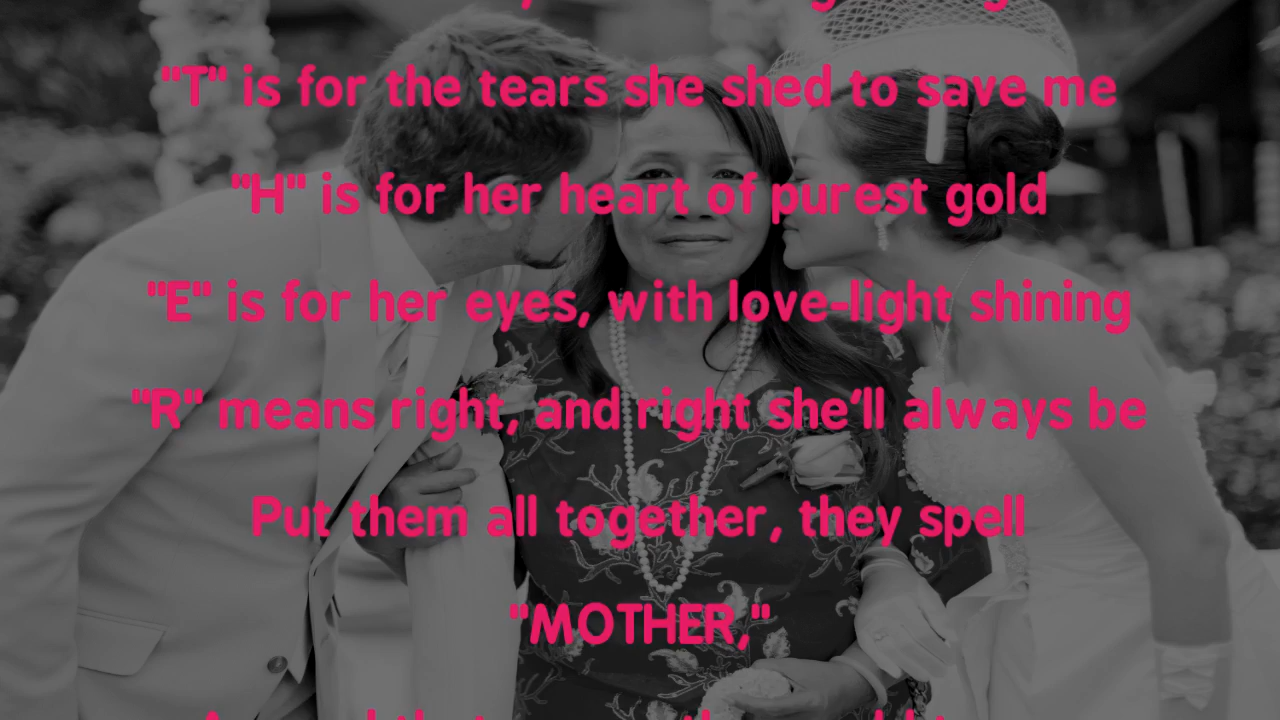 "T" is for the tears she shed to save me
"H" is for her heart of purest gold
"E" is for her eyes, with love-light shining
"R" means right, and right she'll always be
Put them all together, they spell
"MOTHER,"